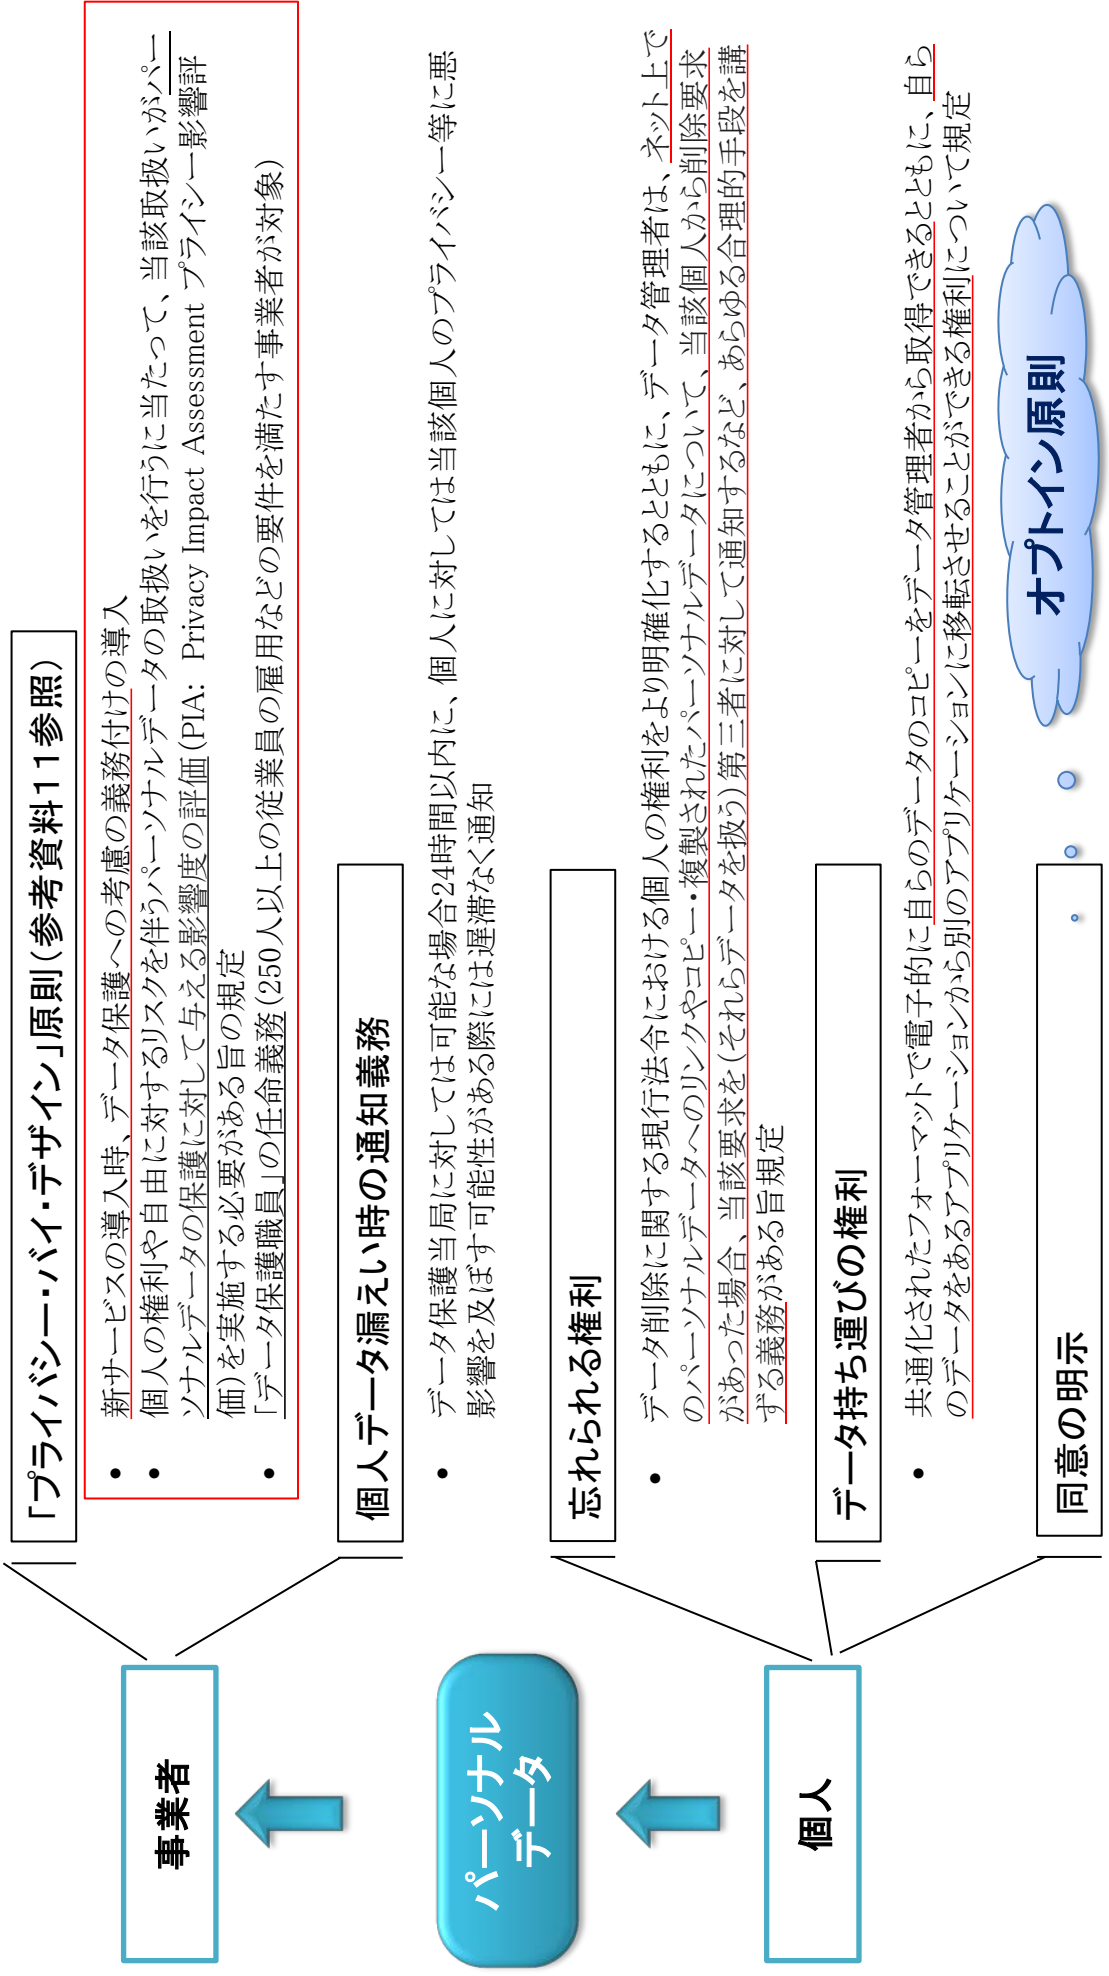 「プライバシー・バイ・デザイン」原則(参考資料11参照)
• 新サービスの導入時、データ保護への考慮の義務付けの導入
• 個人の権利や自由に対するリスクを伴うパーソナルデータの取扱いを行うに当たって、当該取扱いがパー
ソナルデータの保護に対して与える影響度の評価(PIA: Privacy Impact Assessment プライシー影響評
価)を実施する必要がある旨の規定
• 「データ保護職員」の任命義務(250人以上の従業員の雇用などの要件を満たす事業者が対象)
事業者
個人データ漏えい時の通知義務
• データ保護当局に対しては可能な場合24時間以内に、個人に対しては当該個人のプライバシー等に悪
影響を及ぼす可能性がある際には遅滞なく通知
パーソナル
データ
忘れられる権利
• データ削除に関する現行法令における個人の権利をより明確化するとともに、データ管理者は、ネット上で
のパーソナルデータへのリンクやコピー・複製されたパーソナルデータについて、当該個人から削除要求
があった場合、当該要求を(それらデータを扱う)第三者に対して通知するなど、あらゆる合理的手段を講
ずる義務がある旨規定
個人
データ持ち運びの権利
• 共通化されたフォーマットで電子的に自らのデータのコピーをデータ管理者から取得できるとともに、自ら
のデータをあるアプリケーションから別のアプリケーションに移転させることができる権利について規定
同意の明示
オプトイン原則